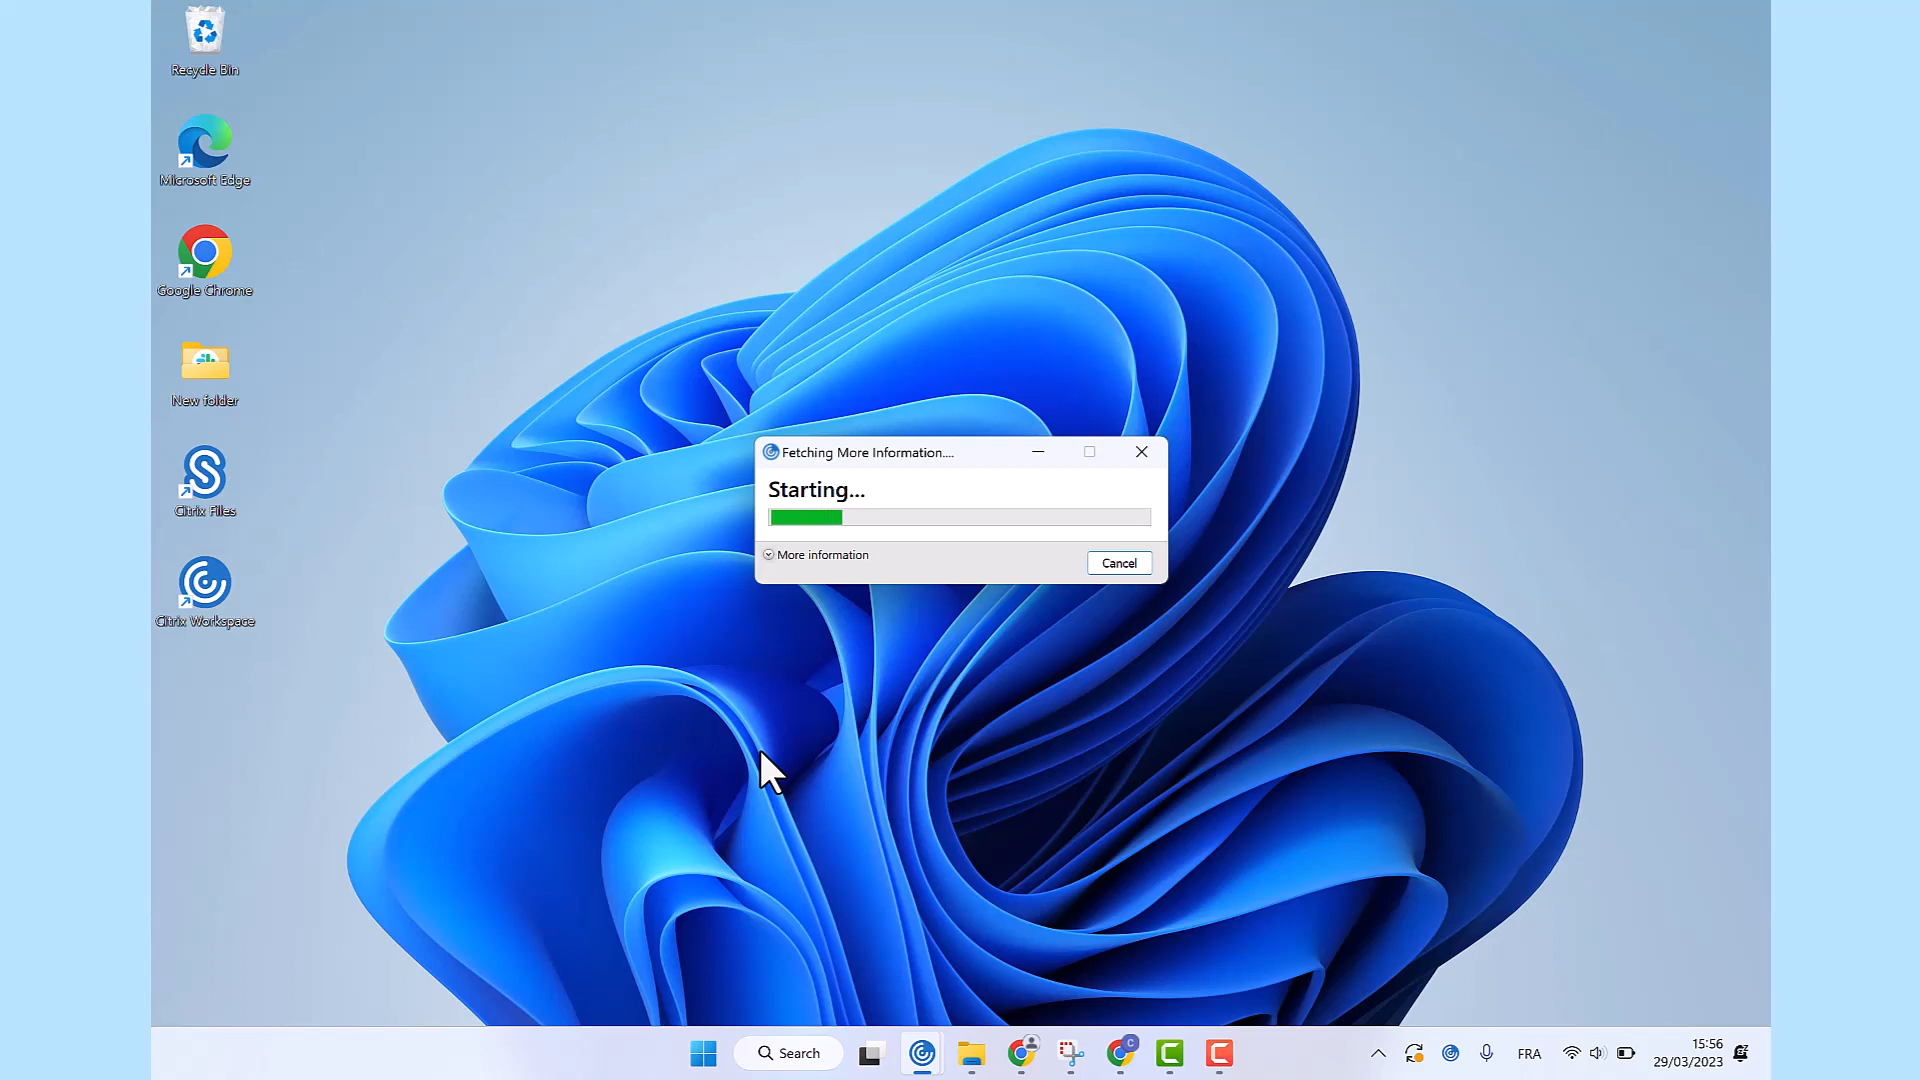 Recycle Bin
Microsoft Edge
Google Chrome
New folder
Citrix Files
Citrix Workspace
Fetching More Information....
Starting...
More information
Cancel
Search
C
FRA
15:56
29/03/2023